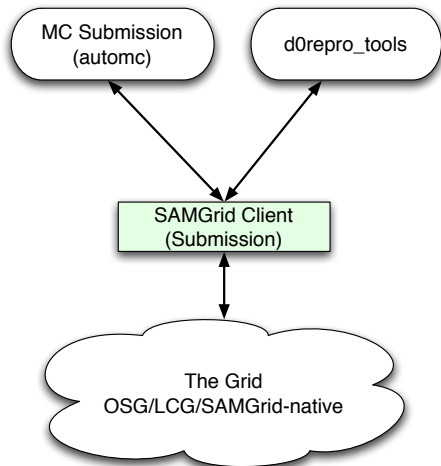 MC Submission
(automc)
d0repro_tools
SAMGrid Client
(Submission)
The Grid
OSG/LCG/SAMGrid-native